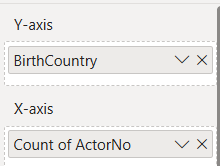 Y-axis
BirthCountry
X-axis
Count of ActorNo